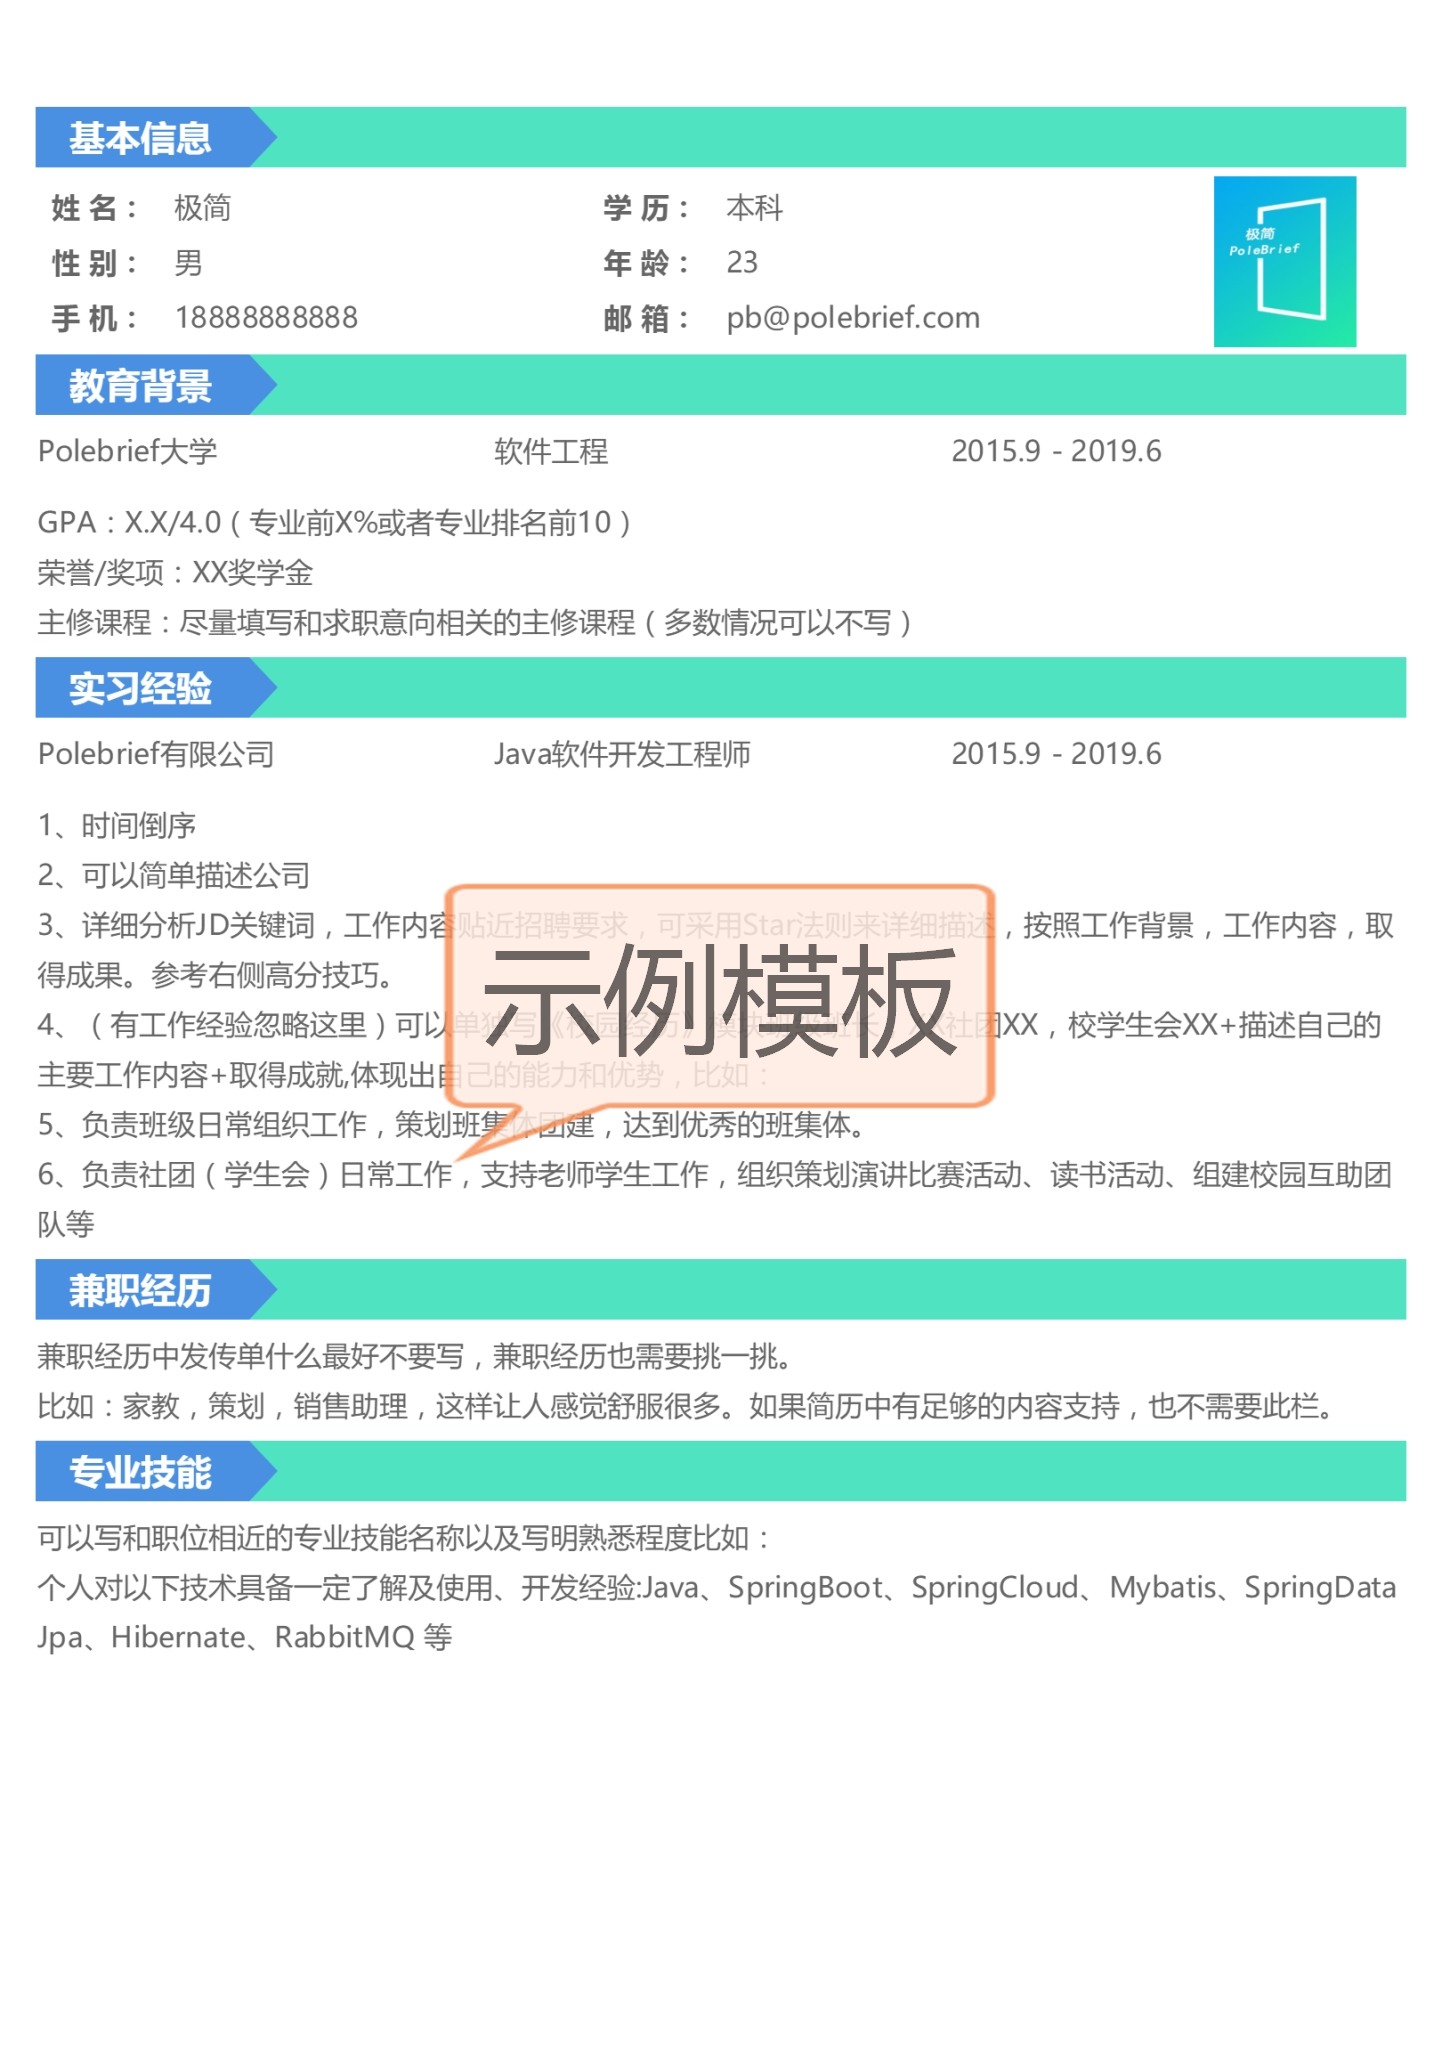 基本信息
姓 名： 极简 学 历： 本科
性 别： 男 年 龄： 23
手 机： 18888888888 邮 箱： pb@polebrief.com
极简
PoleBrief
教育背景
Polebrief大学 软件工程 2015.9 - 2019.6
GPA：X.X/4.0（专业前X%或者专业排名前10）
荣誉/奖项：XX奖学金
主修课程：尽量填写和求职意向相关的主修课程（多数情况可以不写）
实习经验
Polebrief有限公司 Java软件开发工程师 2015.9 - 2019.6
1、时间倒序
2、可以简单描述公司
3、详细分析JD关键词，工作内容贴近招聘要求，可采用Star法则来详细描述，按照工作背景，工作内容，取
得成果。参考右侧高分技巧。
示例模板
4、（有工作经验忽略这里）可以单独写《校园经历》模块班级班长，社团XX，校学生会XX+描述自己的
主要工作内容+取得成就,体现出自己的能力和优势，比如：
5、负责班级日常组织工作，策划班集体团建，达到优秀的班集体。
6、负责社团（学生会）日常工作，支持老师学生工作，组织策划演讲比赛活动、读书活动、组建校园互助团
队等
兼职经历
兼职经历中发传单什么最好不要写，兼职经历也需要挑一挑。
比如：家教，策划，销售助理，这样让人感觉舒服很多。如果简历中有足够的内容支持，也不需要此栏。
专业技能
可以写和职位相近的专业技能名称以及写明熟悉程度比如：
个人对以下技术具备一定了解及使用、开发经验:Java、SpringBoot、SpringCloud、Mybatis、SpringData
Jpa、Hibernate、RabbitMQ 等